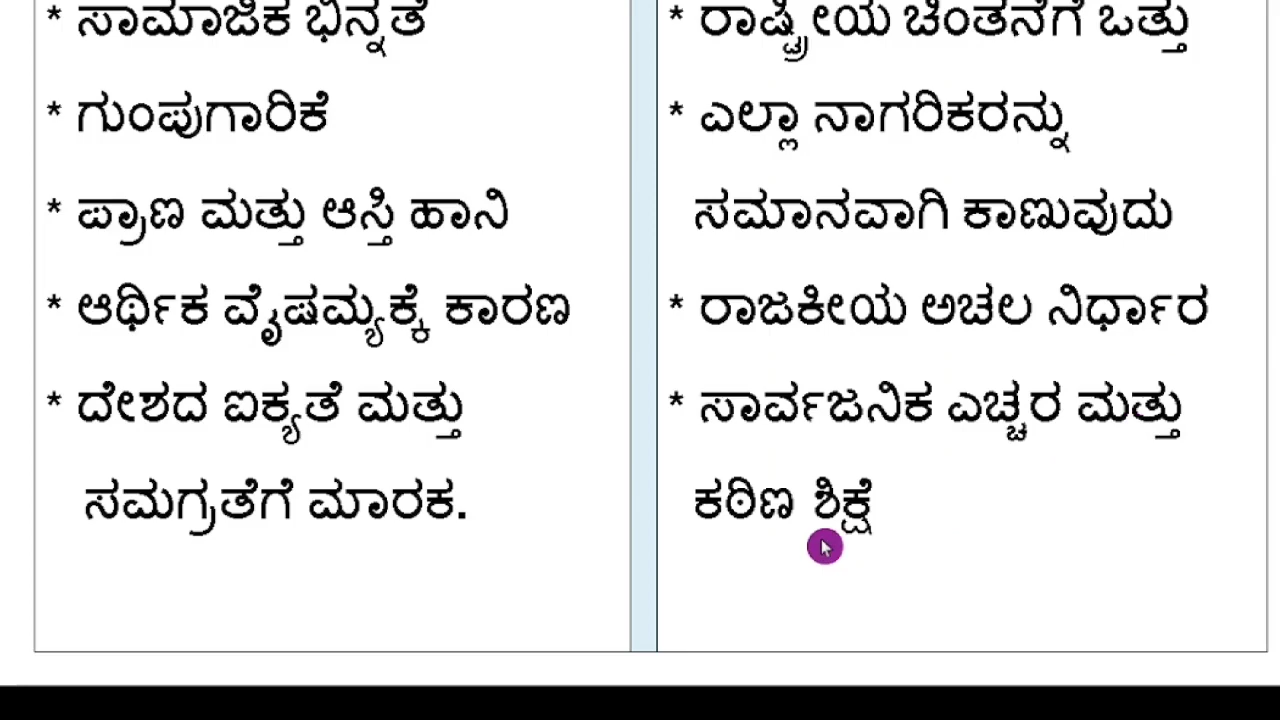 * ಸಾಮಾಜಿಕ ಭಿನ್ನತೆ
* ಗುಂಪುಗಾರಿಕೆ
* ಪ್ರಾಣ ಮತ್ತು ಆಸ್ತಿ ಹಾನಿ
* ಆರ್ಥಿಕ ವೈಷಮ್ಯಕ್ಕೆ ಕಾರಣ
* ದೇಶದ ಐಕ್ಯತೆ ಮತ್ತು
ಸಮಗ್ರತೆಗೆ ಮಾರಕ.
* ರಾಷ್ಟ್ರೀಯ ಚಿಂತನೆಗೆ ಒತ್ತು
* ಎಲ್ಲಾ ನಾಗರಿಕರನ್ನು
ಸಮಾನವಾಗಿ ಕಾಣುವುದು
* ರಾಜಕೀಯ ಅಚಲ ನಿರ್ಧಾರ
* ಸಾರ್ವಜನಿಕ ಎಚ್ಚರ ಮತ್ತು
ಕಠಿಣ ಶಿಕ್ಷೆ